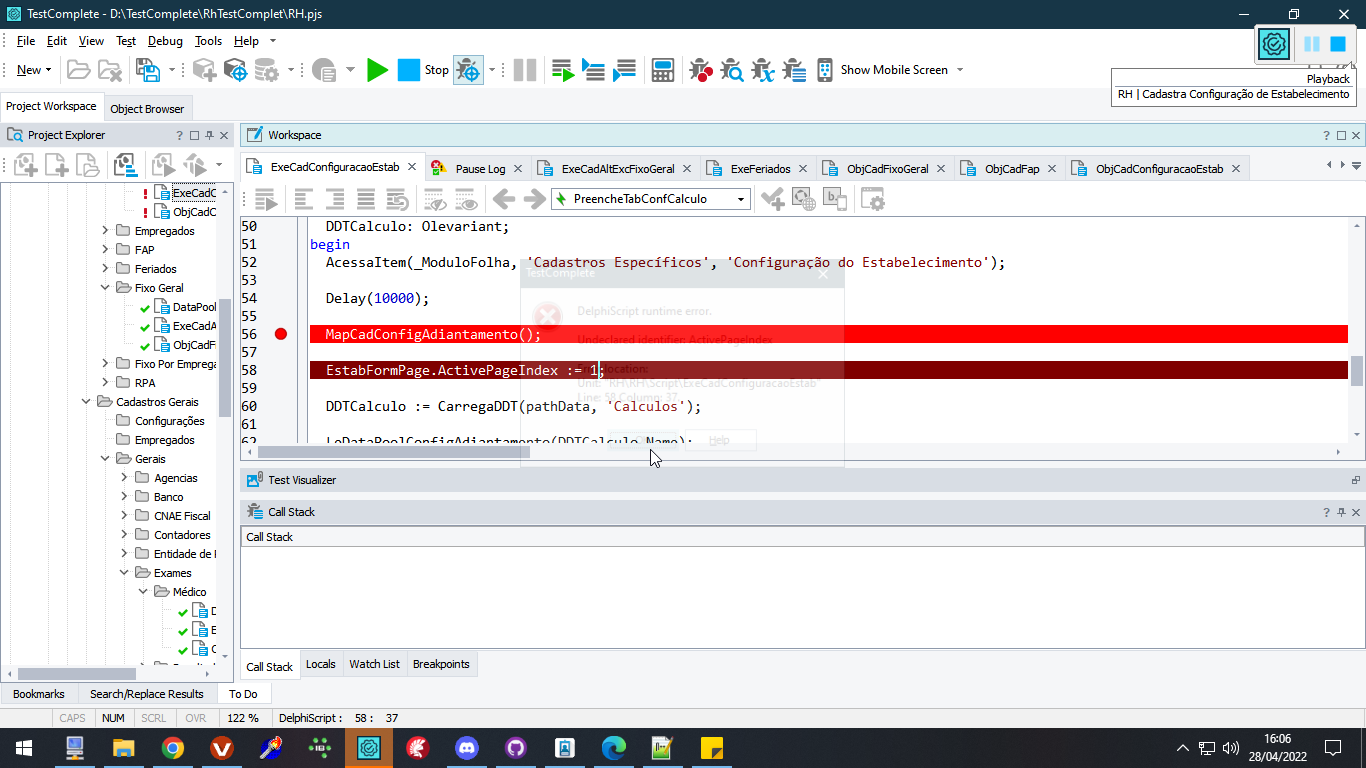 TestComplete - D:\TestComplete\RhTestComplet\RH.pjs
File Edit View Test Debug Tools Help
New Stop Show Mobile Screen
Playback
RH | Cadastra Configuração de Estabelecimento
Project Workspace Object Browser
Project Explorer
Workspace
ExeCadConfiguracaoEstab Pause Log ExeCadAltExcFixoGeral ExeFeriados ObjCadFixoGeral ObjCadFap ObjCadConfiguracaoEstab
PreencheTabConfCalculo
ExeCadC
ObjCadC
Empregados
FAP
Feriados
Fixo Geral
DataPool
ExeCadA
ObjCadF
Fixo Por Emprega
RPA
Cadastros Gerais
Configurações
Empregados
Gerais
Agencias
Banco
CNAE Fiscal
Contadores
Entidade de
Exames
Médico
50 DDTCalculo: Olevariant;
51 begin
52 AcessaItem(_ModuloFolha, 'Cadastros Específicos', 'Configuração do Estabelecimento');
53
54 Delay(10000);
55
56 MapCadConfigAdiantamento();
57
58 EstabFormPage.ActivePageIndex := 1;
59
60 DDTCalculo := CarregaDDT(pathData, 'Calculos');
61
62 LeDataPoolConfigAdiantamento(DDTCalculo.Name);
TestComplete
DelphiScript runtime error.
Undeclared identifier: ActivePageIndex
Error location:
Unit: "RH\RH\Script\ExeCadConfiguracaoEstab"
Line: 58 Column: 37.
Help
Test Visualizer
Call Stack
Call Stack
Call Stack Locals Watch List Breakpoints
Bookmarks Search/Replace Results To Do
CAPS NUM SCRL OVR 122 % DelphiScript : 58 : 37
16:06
28/04/2022